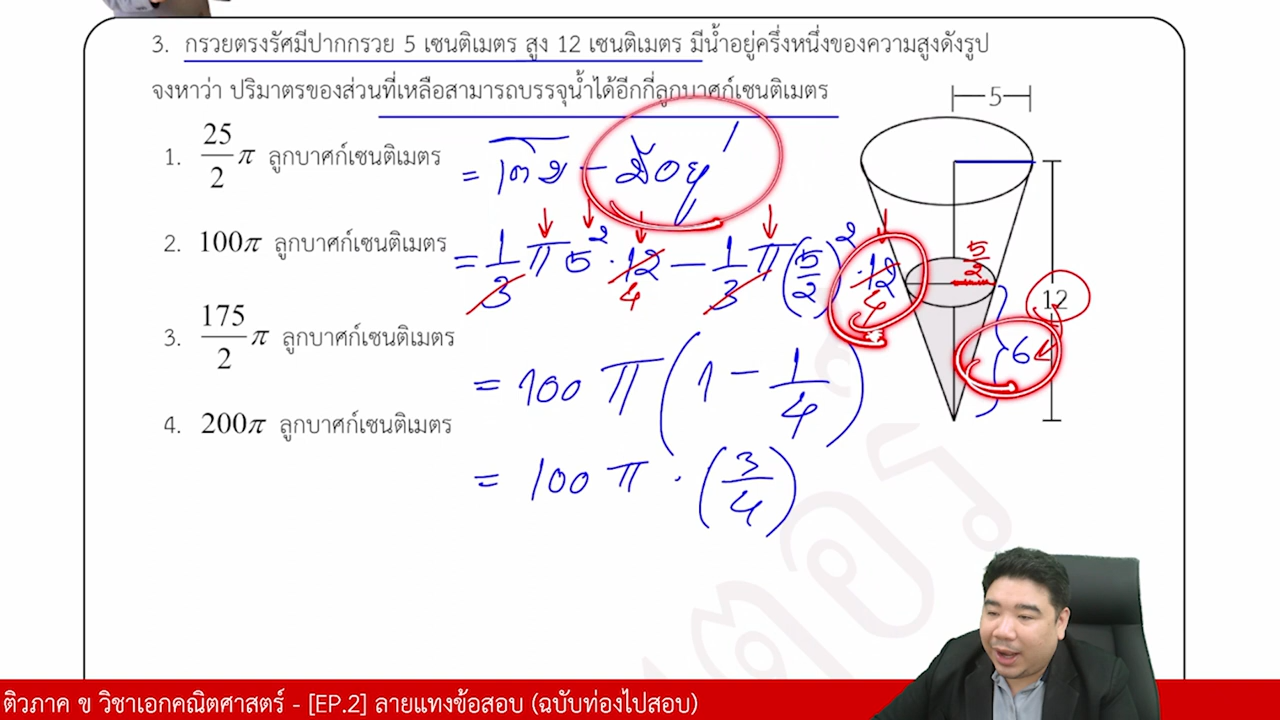 3. กรวยตรงรัศมีปากกรวย 5 เซนติเมตร สูง 12 เซนติเมตร มีน้ำอยู่ครึ่งหนึ่งของความสูงดังรูป
จงหาว่า ปริมาตรของส่วนที่เหลือสามารถบรรจุน้ำได้อีกกี่ลูกบาศก์เซนติเมตร
5
1. 25/2 π ลูกบาศก์เซนติเมตร
= เต็ม - มีอยู่
2. 100π ลูกบาศก์เซนติเมตร
= 1/3 π 5² · 12 - 1/3 π (5/2)² · 12
4 4
5/2
12
6
3. 175/2 π ลูกบาศก์เซนติเมตร
= 100 π (1 - 1/4)
4. 200π ลูกบาศก์เซนติเมตร
= 100 π · (3/4)
ติวภาค ข วิชาเอกคณิตศาสตร์ - [EP.2] ลายแทงข้อสอบ (ฉบับท่องไปสอบ)